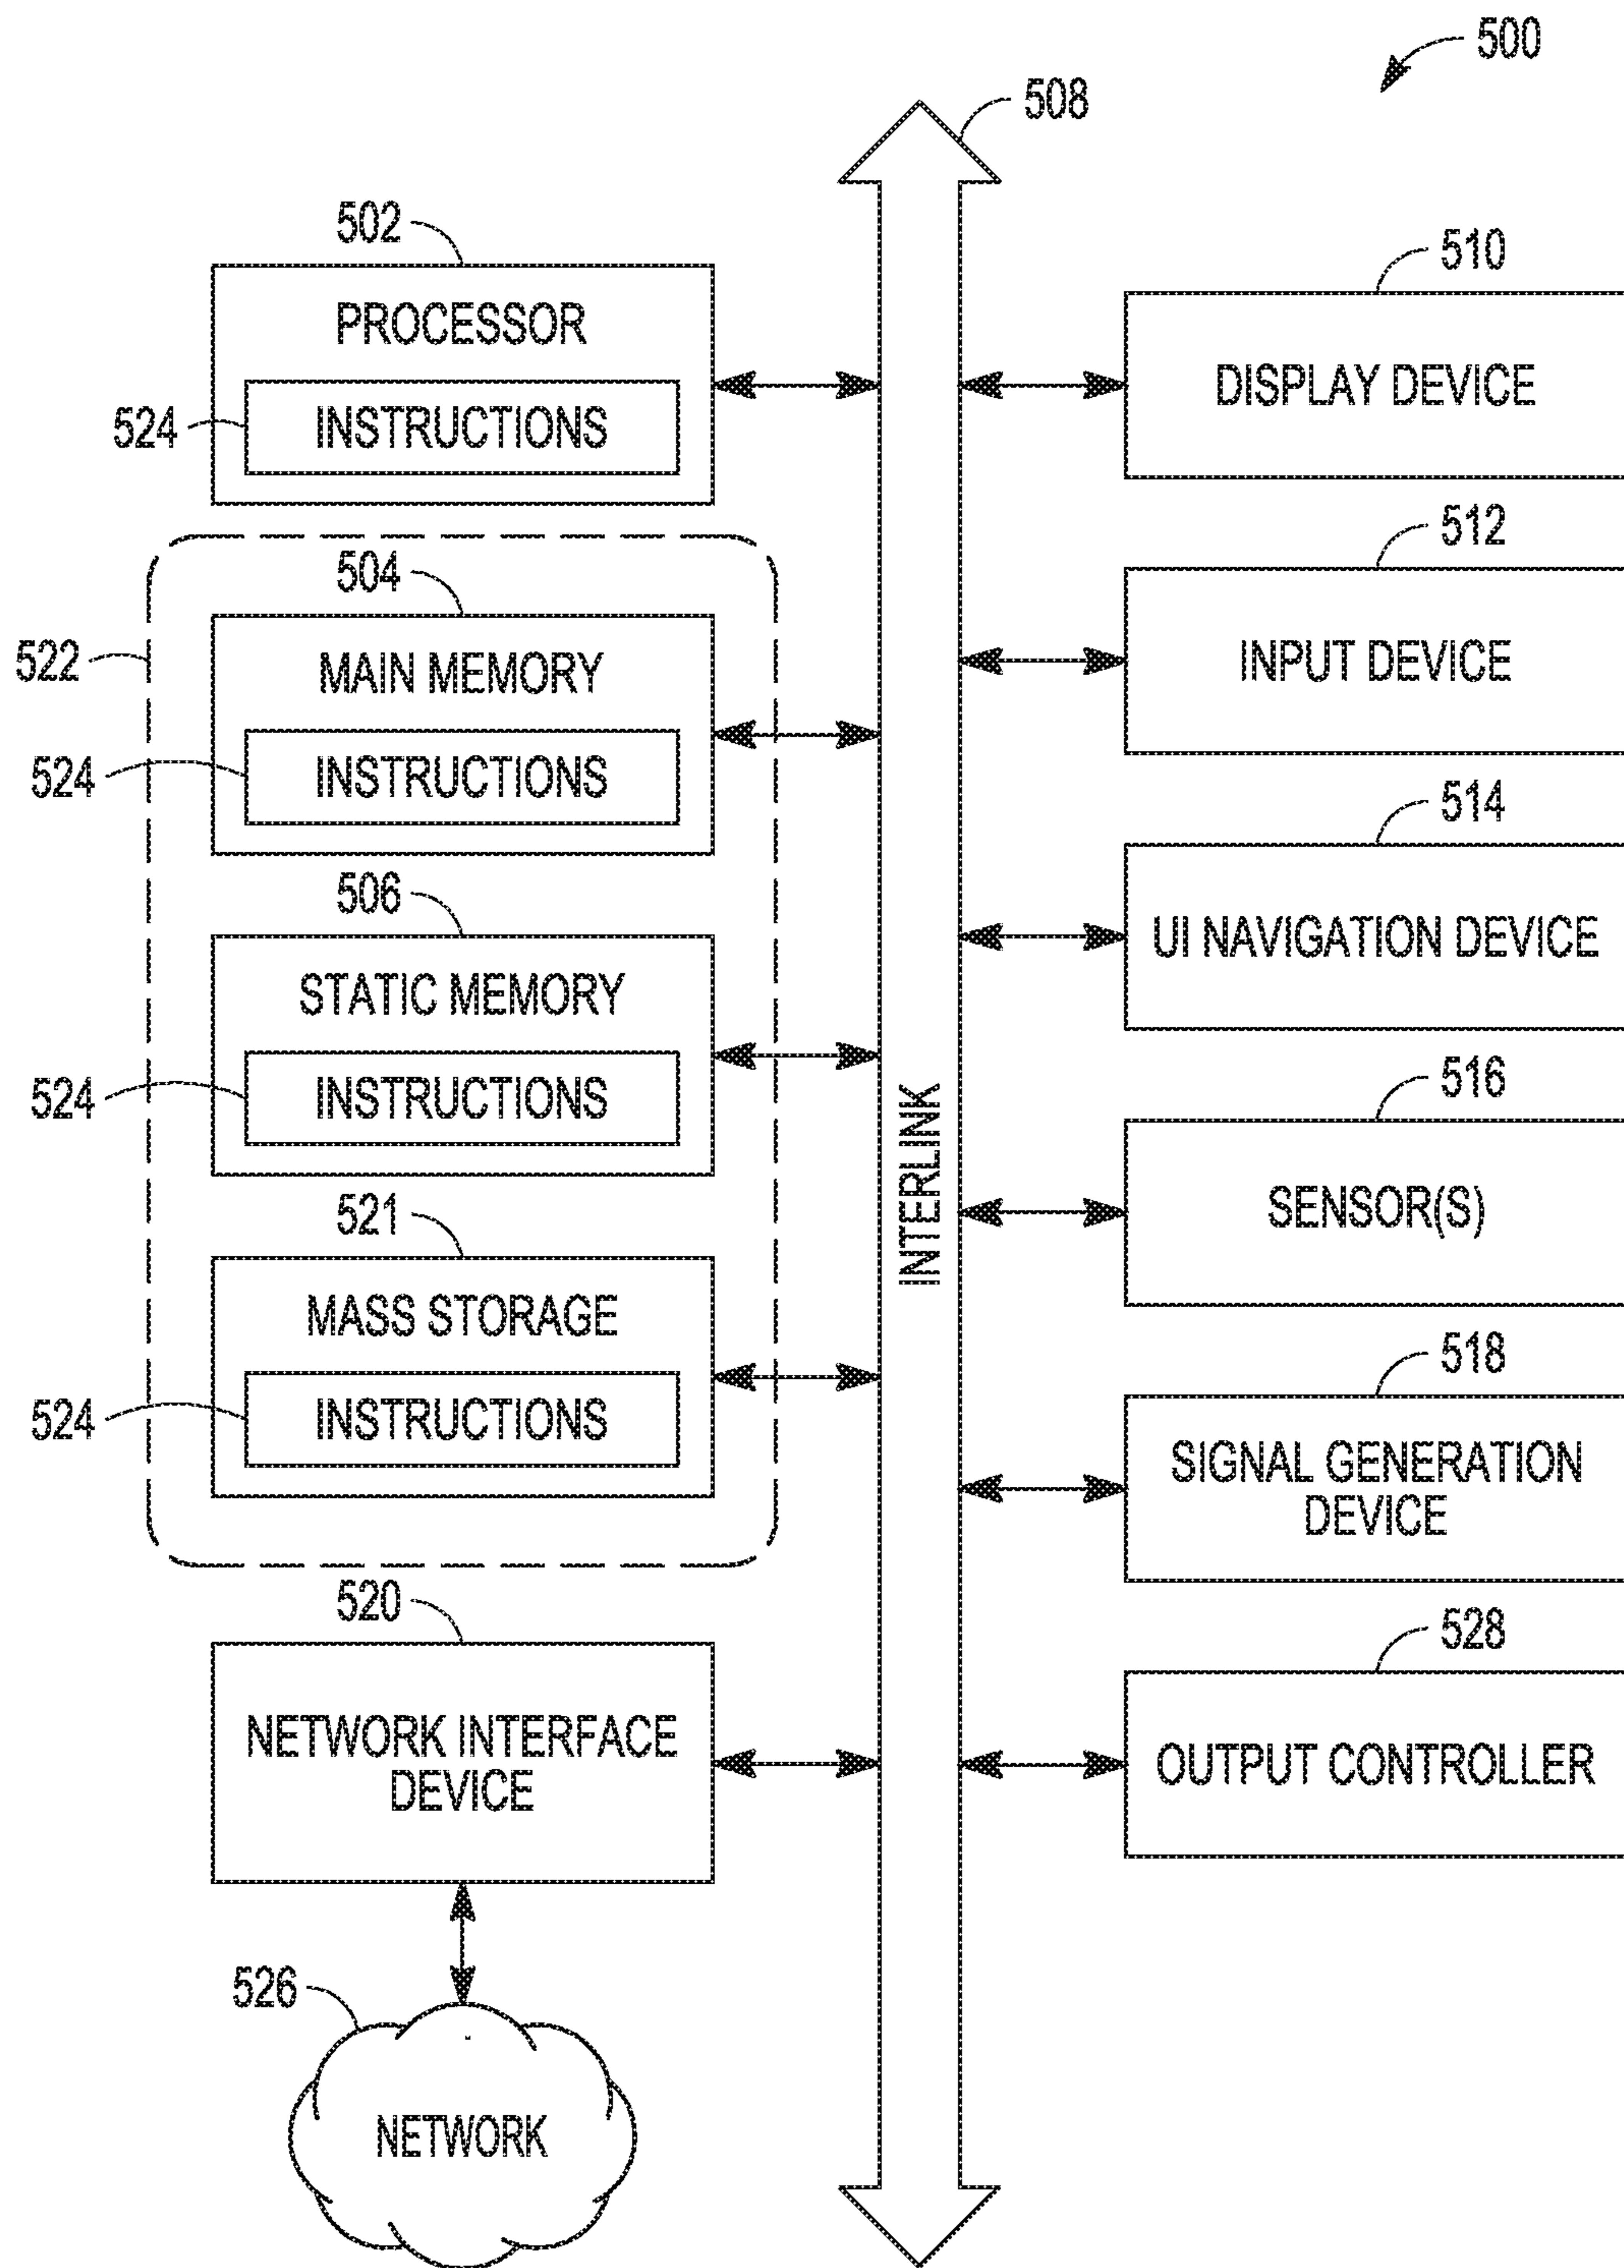 500
508
502
PROCESSOR
524
INSTRUCTIONS
522
504
MAIN MEMORY
524
INSTRUCTIONS
506
STATIC MEMORY
524
INSTRUCTIONS
521
MASS STORAGE
524
INSTRUCTIONS
520
NETWORK INTERFACE
DEVICE
526
NETWORK
INTERLINK
510
DISPLAY DEVICE
512
INPUT DEVICE
514
UI NAVIGATION DEVICE
516
SENSOR(S)
518
SIGNAL GENERATION
DEVICE
528
OUTPUT CONTROLLER